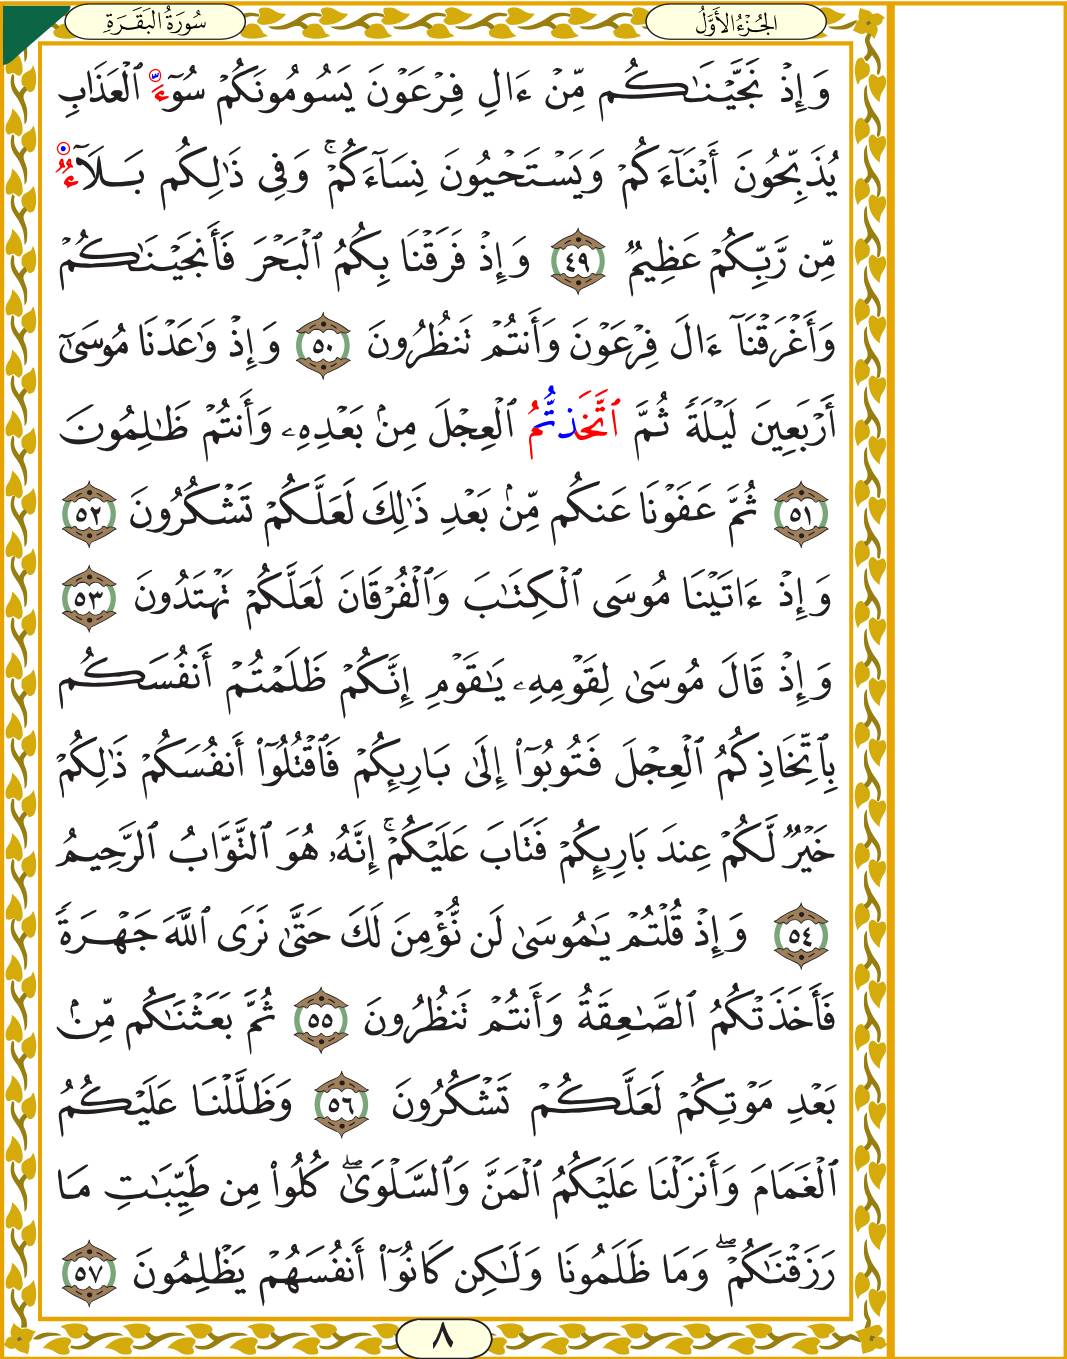 الجُزْءُ الأَوَّلُ
سُورَةُ البَقَرَةِ
وَإِذۡ نَجَّيۡنَٰكُم مِّنۡ ءَالِ فِرۡعَوۡنَ يَسُومُونَكُمۡ سُوٓءَ ٱلۡعَذَابِ
يُذَبِّحُونَ أَبۡنَآءَكُمۡ وَيَسۡتَحۡيُونَ نِسَآءَكُمۡۚ وَفِي ذَٰلِكُم بَلَآءٞ
مِّن رَّبِّكُمۡ عَظِيمٞ ٤٩ وَإِذۡ فَرَقۡنَا بِكُمُ ٱلۡبَحۡرَ فَأَنجَيۡنَٰكُمۡ
وَأَغۡرَقۡنَآ ءَالَ فِرۡعَوۡنَ وَأَنتُمۡ تَنظُرُونَ ٥٠ وَإِذۡ وَٰعَدۡنَا مُوسَىٰٓ
أَرۡبَعِينَ لَيۡلَةٗ ثُمَّ ٱتَّخَذتُّمُ ٱلۡعِجۡلَ مِنۢ بَعۡدِهِۦ وَأَنتُمۡ ظَٰلِمُونَ
٥١ ثُمَّ عَفَوۡنَا عَنكُم مِّنۢ بَعۡدِ ذَٰلِكَ لَعَلَّكُمۡ تَشۡكُرُونَ ٥٢
وَإِذۡ ءَاتَيۡنَا مُوسَى ٱلۡكِتَٰبَ وَٱلۡفُرۡقَانَ لَعَلَّكُمۡ تَهۡتَدُونَ ٥٣
وَإِذۡ قَالَ مُوسَىٰ لِقَوۡمِهِۦ يَٰقَوۡمِ إِنَّكُمۡ ظَلَمۡتُمۡ أَنفُسَكُم
بِٱتِّخَاذِكُمُ ٱلۡعِجۡلَ فَتُوبُوٓاْ إِلَىٰ بَارِئِكُمۡ فَٱقۡتُلُوٓاْ أَنفُسَكُمۡ ذَٰلِكُمۡ
خَيۡرٞ لَّكُمۡ عِندَ بَارِئِكُمۡ فَتَابَ عَلَيۡكُمۡۚ إِنَّهُۥ هُوَ ٱلتَّوَّابُ ٱلرَّحِيمُ
٥٤ وَإِذۡ قُلۡتُمۡ يَٰمُوسَىٰ لَن نُّؤۡمِنَ لَكَ حَتَّىٰ نَرَى ٱللَّهَ جَهۡرَةٗ
فَأَخَذَتۡكُمُ ٱلصَّٰعِقَةُ وَأَنتُمۡ تَنظُرُونَ ٥٥ ثُمَّ بَعَثۡنَٰكُم مِّنۢ
بَعۡدِ مَوۡتِكُمۡ لَعَلَّكُمۡ تَشۡكُرُونَ ٥٦ وَظَلَّلۡنَا عَلَيۡكُمُ
ٱلۡغَمَامَ وَأَنزَلۡنَا عَلَيۡكُمُ ٱلۡمَنَّ وَٱلسَّلۡوَىٰۖ كُلُواْ مِن طَيِّبَٰتِ مَا
رَزَقۡنَٰكُمۡۖ وَمَا ظَلَمُونَا وَلَٰكِن كَانُوٓاْ أَنفُسَهُمۡ يَظۡلِمُونَ ٥٧
٨